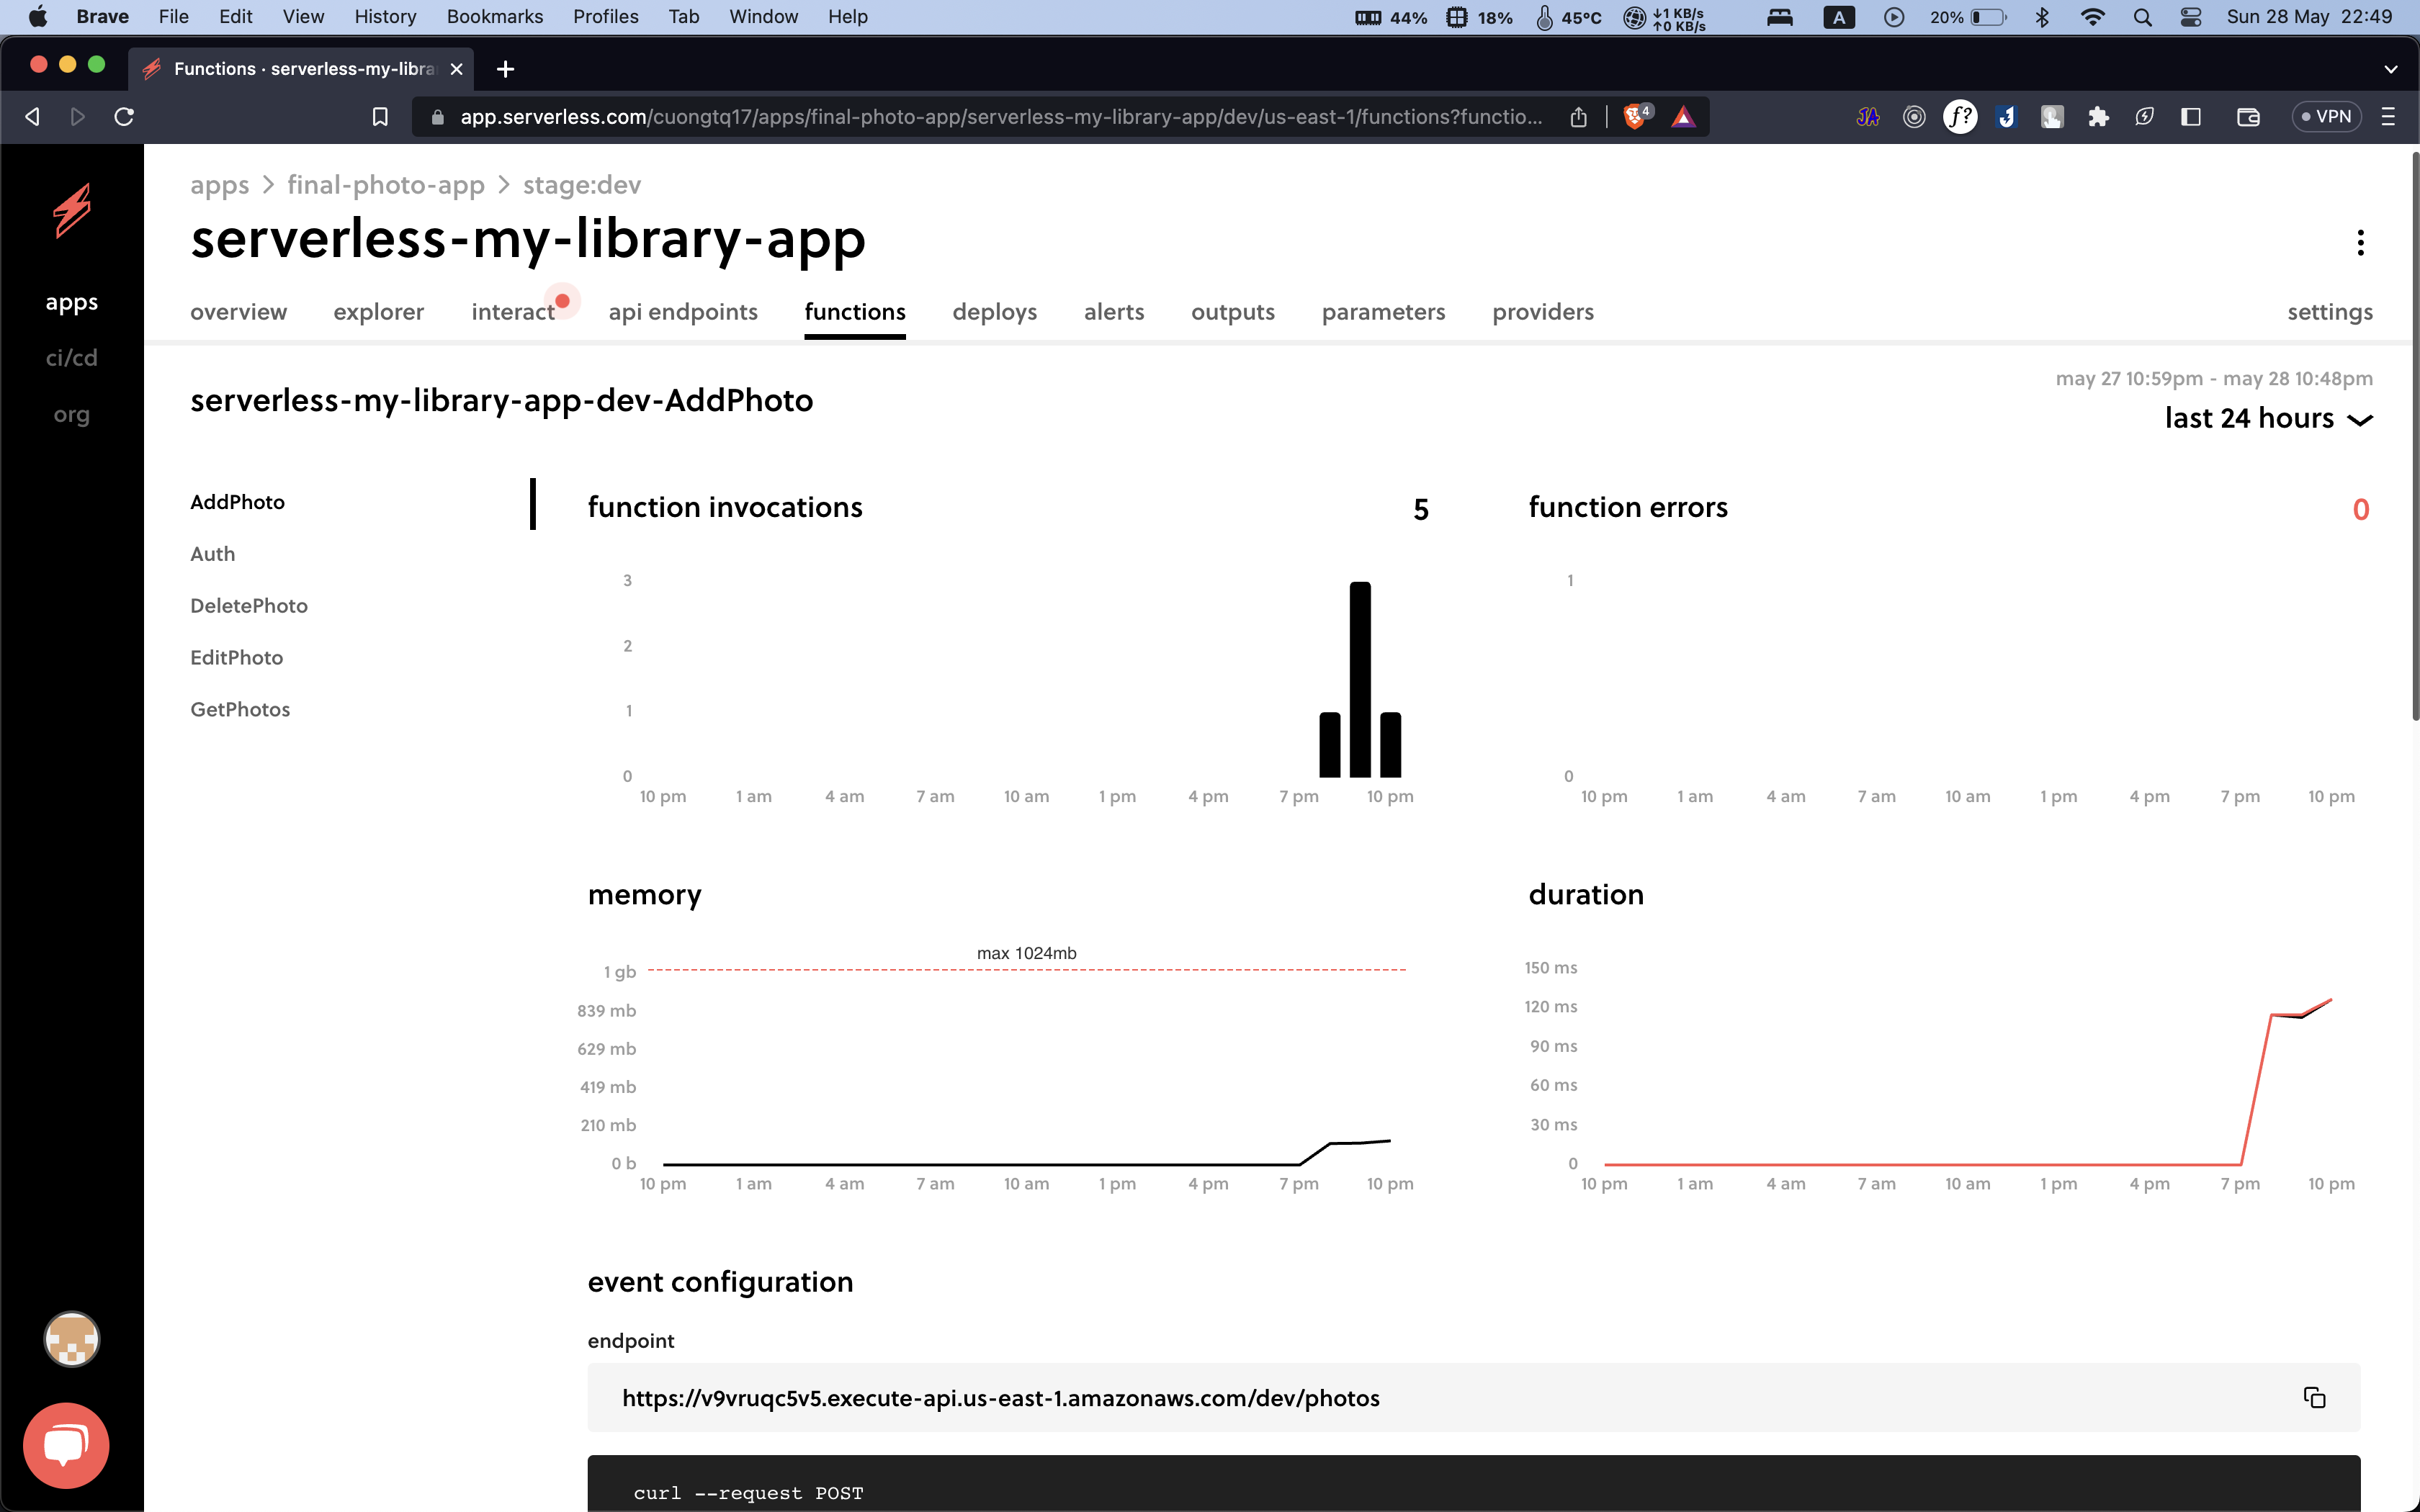 Brave File Edit View History Bookmarks Profiles Tab Window Help 44% 18% 45°C ↓1 KB/s ↑0 KB/s A 20% Sun 28 May 22:49
Functions · serverless-my-libra
app.serverless.com/cuongtq17/apps/final-photo-app/serverless-my-library-app/dev/us-east-1/functions?functio... 4 JA f? VPN
apps > final-photo-app > stage:dev
serverless-my-library-app
apps
ci/cd
org
overview explorer interact api endpoints functions deploys alerts outputs parameters providers settings
serverless-my-library-app-dev-AddPhoto
may 27 10:59pm - may 28 10:48pm
last 24 hours
AddPhoto
Auth
DeletePhoto
EditPhoto
GetPhotos
function invocations 5
3
2
1
0
10 pm 1 am 4 am 7 am 10 am 1 pm 4 pm 7 pm 10 pm
function errors 0
1
0
10 pm 1 am 4 am 7 am 10 am 1 pm 4 pm 7 pm 10 pm
memory
max 1024mb
1 gb
839 mb
629 mb
419 mb
210 mb
0 b
10 pm 1 am 4 am 7 am 10 am 1 pm 4 pm 7 pm 10 pm
duration
150 ms
120 ms
90 ms
60 ms
30 ms
0
10 pm 1 am 4 am 7 am 10 am 1 pm 4 pm 7 pm 10 pm
event configuration
endpoint
https://v9vruqc5v5.execute-api.us-east-1.amazonaws.com/dev/photos
curl --request POST